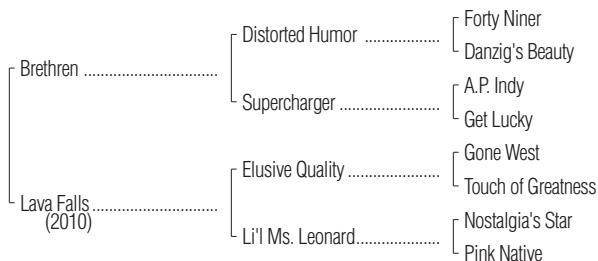 Forty Niner
Distorted Humor ..................
Danzig's Beauty
Brethren ................................
A.P. Indy
Supercharger ........................
Get Lucky
Gone West
Elusive Quality ......................
Touch of Greatness
Lava Falls ..............................
(2010)
Nostalgia's Star
Li'l Ms. Leonard....................
Pink Native